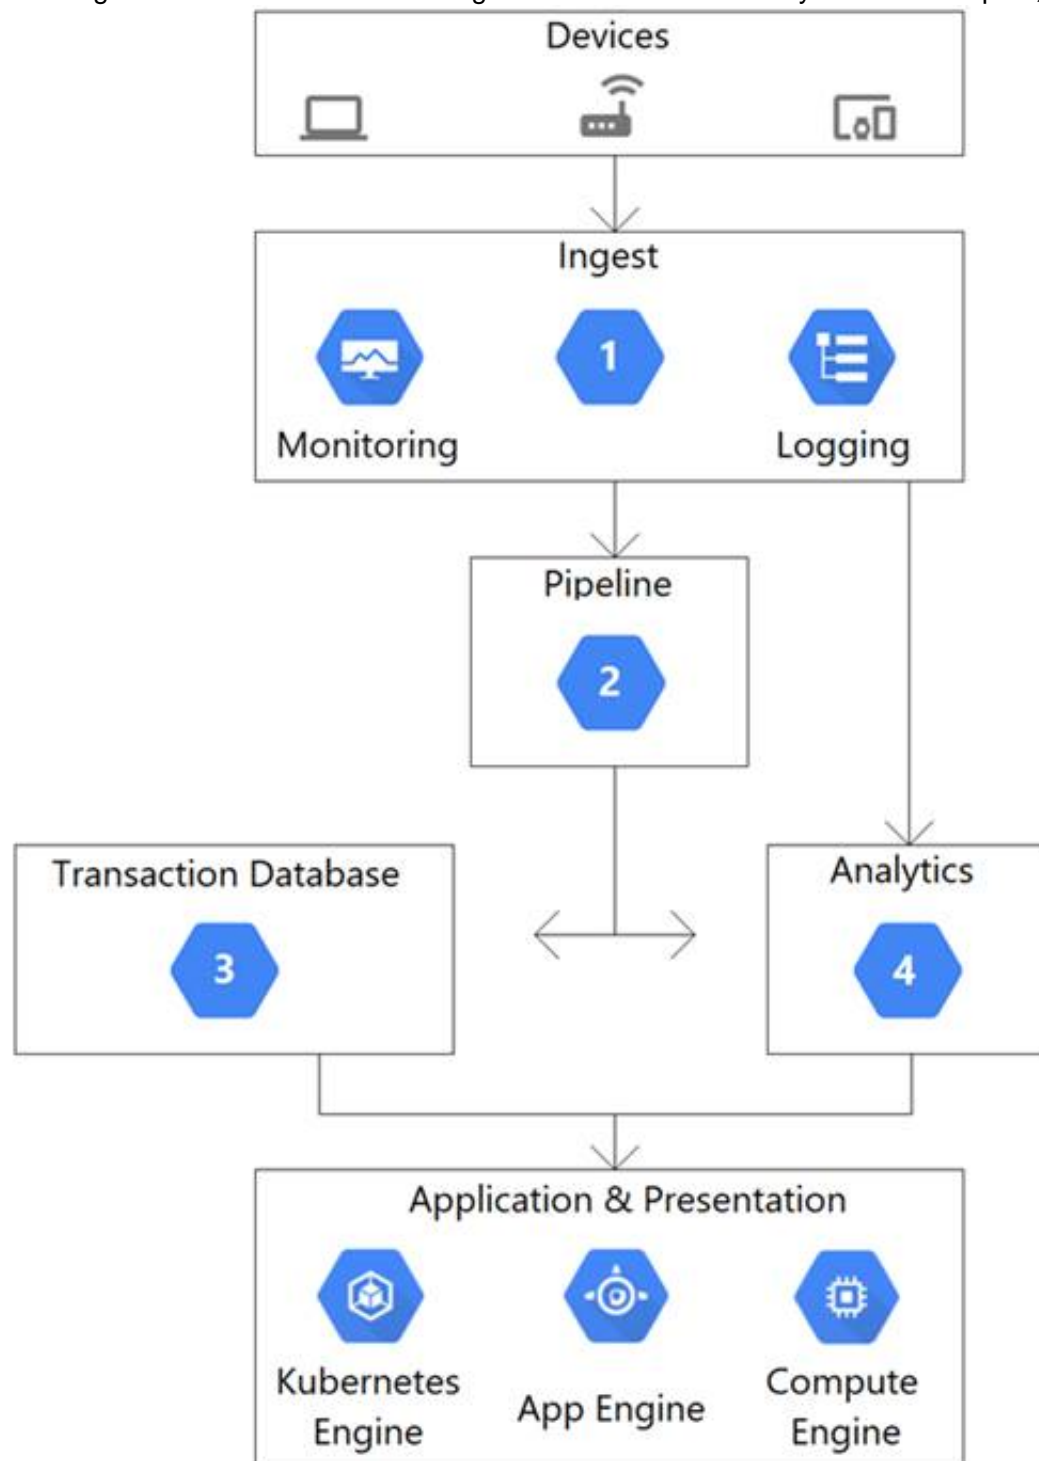 Devices
Ingest
1
Monitoring
Logging
Pipeline
2
Transaction Database
Analytics
3
4
Application & Presentation
Kubernetes
Engine
App Engine
Compute
Engine